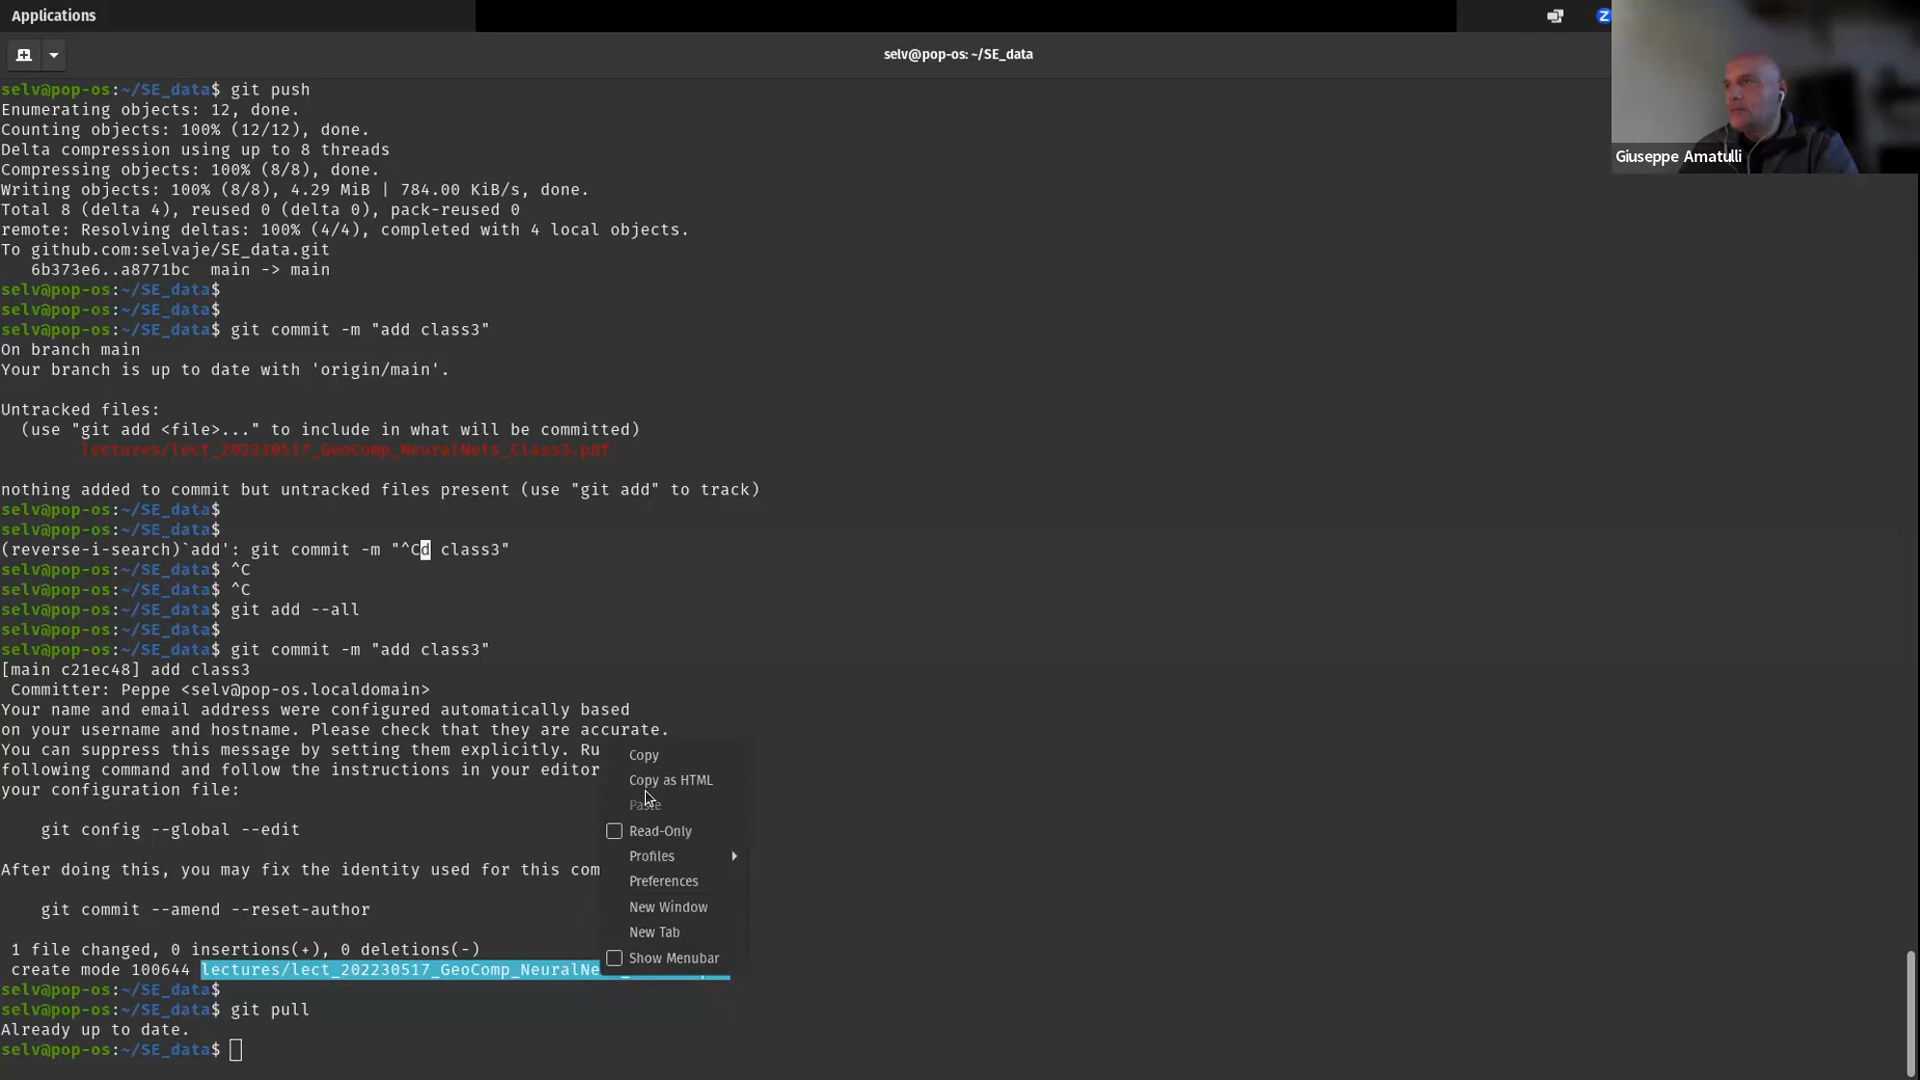 Applications
selv@pop-os: ~/SE_data
Giuseppe Amatulli
selv@pop-os:~/SE_data$ git push
Enumerating objects: 12, done.
Counting objects: 100% (12/12), done.
Delta compression using up to 8 threads
Compressing objects: 100% (8/8), done.
Writing objects: 100% (8/8), 4.29 MiB | 784.00 KiB/s, done.
Total 8 (delta 4), reused 0 (delta 0), pack-reused 0
remote: Resolving deltas: 100% (4/4), completed with 4 local objects.
To github.com:selvaje/SE_data.git
6b373e6..a8771bc  main -> main
selv@pop-os:~/SE_data$
selv@pop-os:~/SE_data$
selv@pop-os:~/SE_data$ git commit -m "add class3"
On branch main
Your branch is up to date with 'origin/main'.
Untracked files:
(use "git add <file>..." to include in what will be committed)
lectures/lect_202230517_GeoComp_NeuralNets_Class3.pdf
nothing added to commit but untracked files present (use "git add" to track)
selv@pop-os:~/SE_data$
selv@pop-os:~/SE_data$
(reverse-i-search)`add': git commit -m "^Cd class3"
selv@pop-os:~/SE_data$ ^C
selv@pop-os:~/SE_data$ ^C
selv@pop-os:~/SE_data$ git add --all
selv@pop-os:~/SE_data$
selv@pop-os:~/SE_data$ git commit -m "add class3"
[main c21ec48] add class3
Committer: Peppe <selv@pop-os.localdomain>
Your name and email address were configured automatically based
on your username and hostname. Please check that they are accurate.
You can suppress this message by setting them explicitly. Ru
following command and follow the instructions in your editor
your configuration file:
git config --global --edit
After doing this, you may fix the identity used for this com
git commit --amend --reset-author
1 file changed, 0 insertions(+), 0 deletions(-)
create mode 100644 lectures/lect_202230517_GeoComp_NeuralNe
selv@pop-os:~/SE_data$
selv@pop-os:~/SE_data$ git pull
Already up to date.
selv@pop-os:~/SE_data$
Copy
Copy as HTML
Paste
Read-Only
Profiles
Preferences
New Window
New Tab
Show Menubar